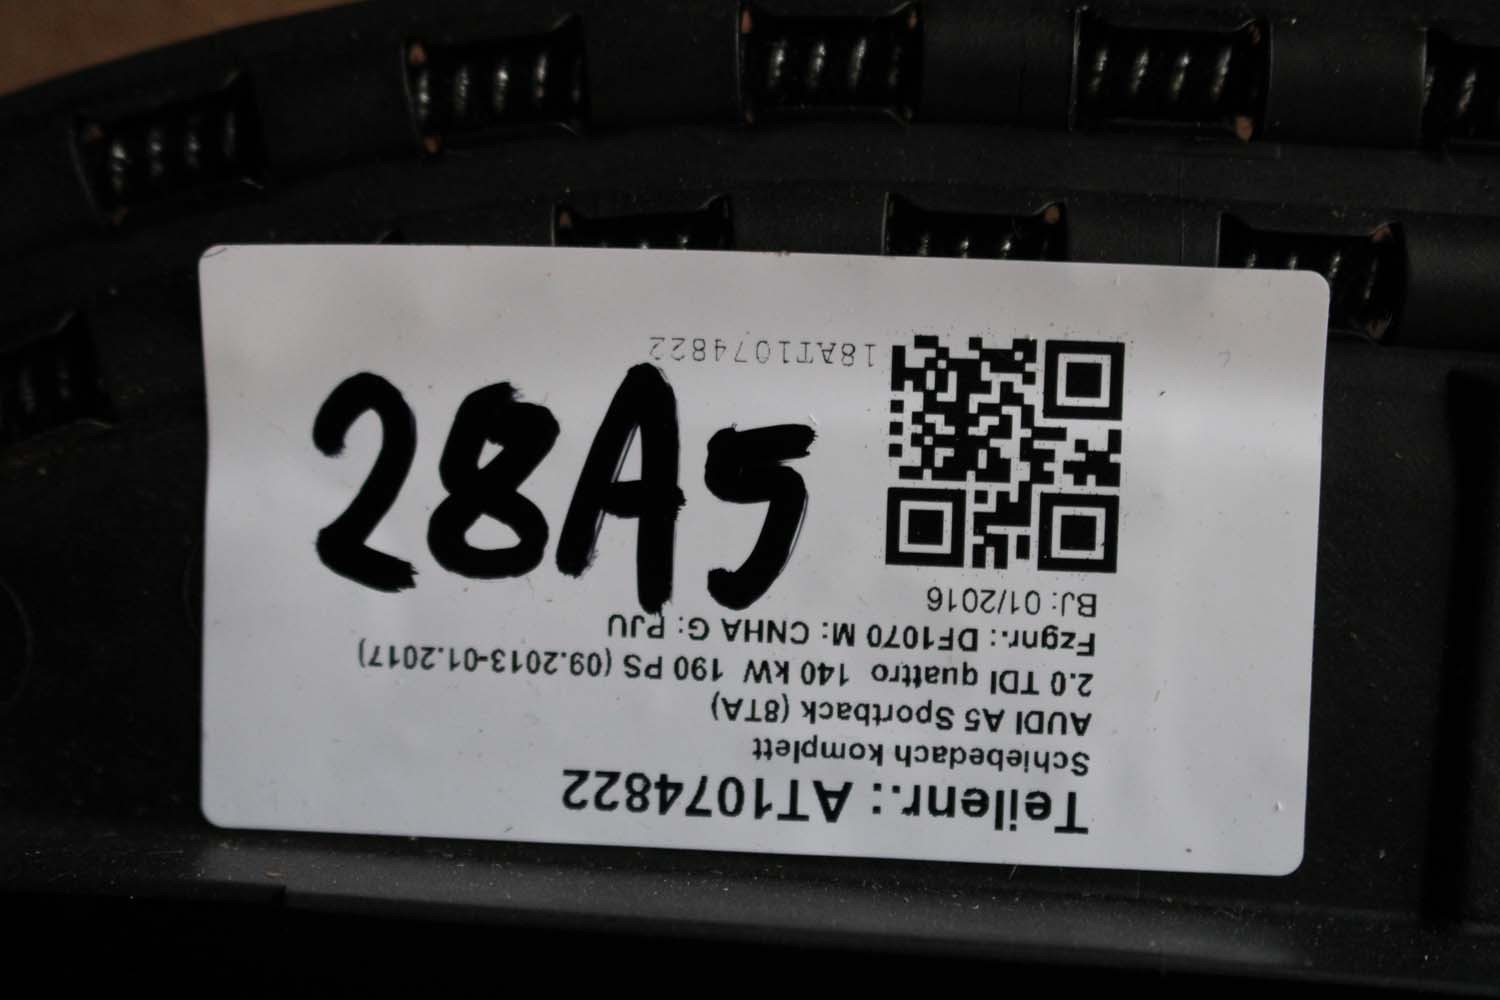 Teilenr.: AT1074822
Schiebedach komplett
AUDI A5 Sportback (8TA)
2.0 TDI quattro 140 kW 190 PS (09.2013-01.2017)
Fzgnr.: DF1070 M: CNHA G: PJU
BJ: 01/2016
18AT1074822
28A5